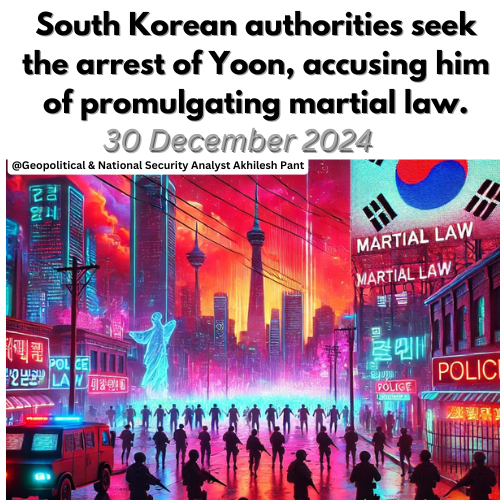 South Korean authorities seek
the arrest of Yoon, accusing him
of promulgating martial law.
30 December 2024
@Geopolitical & National Security Analyst Akhilesh Pant
MARTIAL LAW
MARTIAL LAW
POLICE
LAW
POLIGE
POLICE